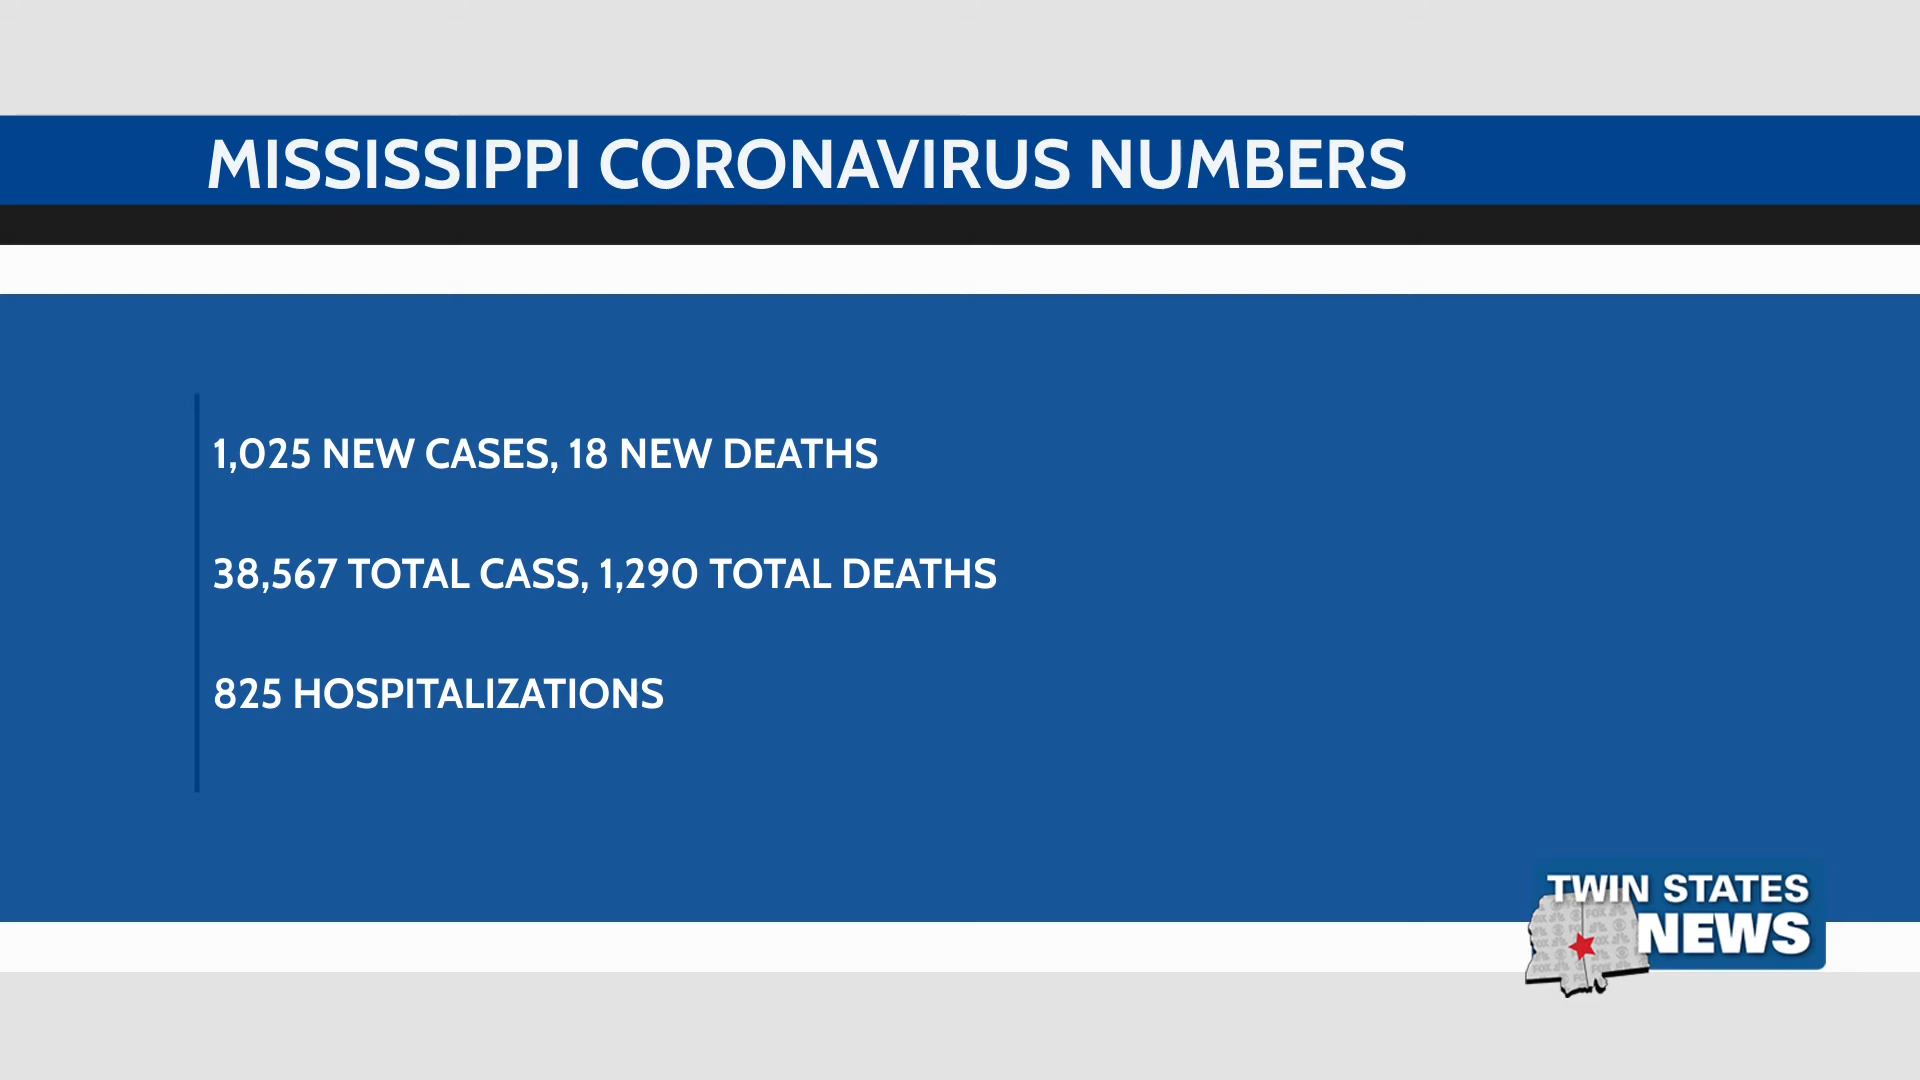 MISSISSIPPI CORONAVIRUS NUMBERS
1,025 NEW CASES, 18 NEW DEATHS
38,567 TOTAL CASS, 1,290 TOTAL DEATHS
825 HOSPITALIZATIONS
TWIN STATES
NEWS